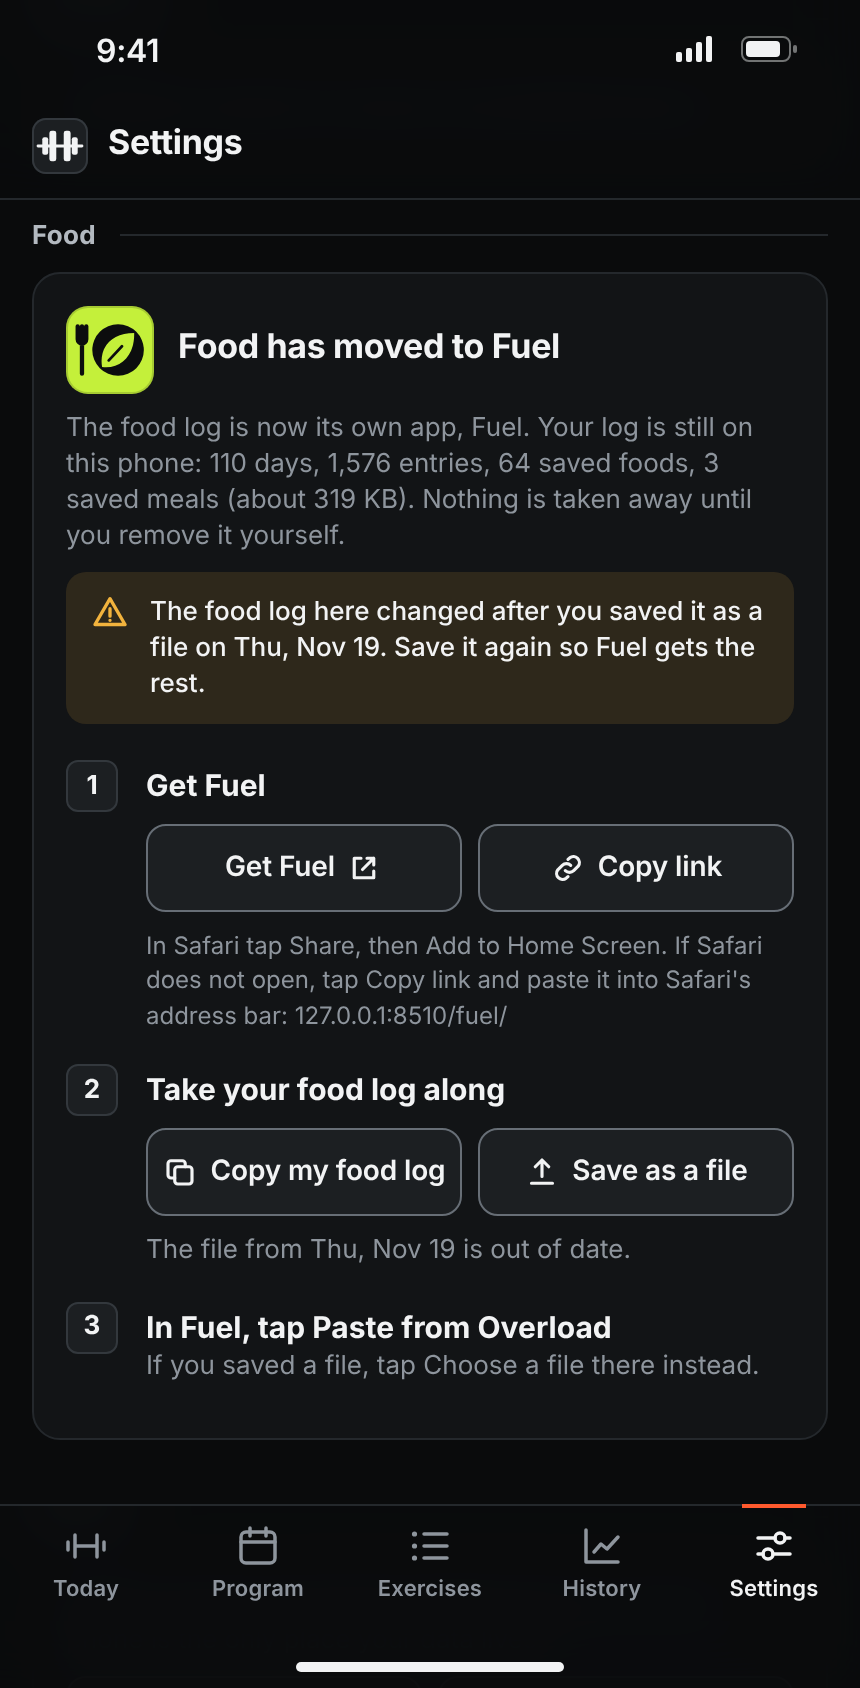 9:41
Settings
Food
Food has moved to Fuel
The food log is now its own app, Fuel. Your log is still on
this phone: 110 days, 1,576 entries, 64 saved foods, 3
saved meals (about 319 KB). Nothing is taken away until
you remove it yourself.
The food log here changed after you saved it as a
file on Thu, Nov 19. Save it again so Fuel gets the
rest.
1
Get Fuel
Get Fuel
Copy link
In Safari tap Share, then Add to Home Screen. If Safari
does not open, tap Copy link and paste it into Safari's
address bar: 127.0.0.1:8510/fuel/
2
Take your food log along
Copy my food log
Save as a file
The file from Thu, Nov 19 is out of date.
3
In Fuel, tap Paste from Overload
If you saved a file, tap Choose a file there instead.
Today
Program
Exercises
History
Settings